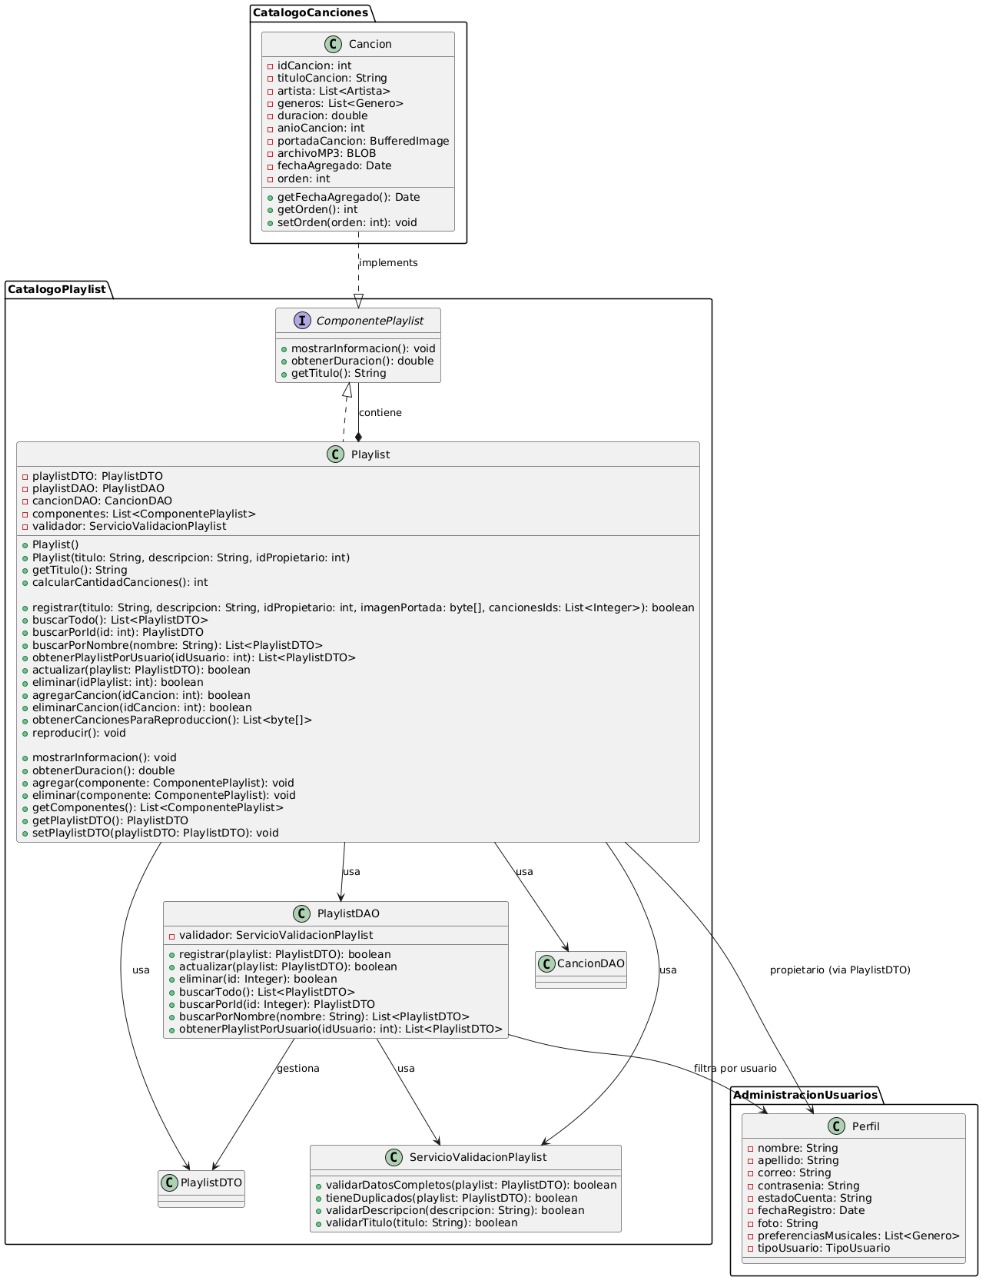 CatalogoCanciones
C Cancion
idCancion: int
tituloCancion: String
artista: List<Artista>
generos: List<Genero>
duracion: double
anioCancion: int
portadaCancion: BufferedImage
archivoMP3: BLOB
fechaAgregado: Date
orden: int
getFechaAgregado(): Date
getOrden(): int
setOrden(orden: int): void
implements
CatalogoPlaylist
I ComponentePlaylist
mostrarInformacion(): void
obtenerDuracion(): double
getTitulo(): String
contiene
C Playlist
playlistDTO: PlaylistDTO
playlistDAO: PlaylistDAO
cancionDAO: CancionDAO
componentes: List<ComponentePlaylist>
validador: ServicioValidacionPlaylist
Playlist()
Playlist(titulo: String, descripcion: String, idPropietario: int)
getTitulo(): String
calcularCantidadCanciones(): int
registrar(titulo: String, descripcion: String, idPropietario: int, imagenPortada: byte[], cancionesIds: List<Integer>): boolean
buscarTodo(): List<PlaylistDTO>
buscarPorId(id: int): PlaylistDTO
buscarPorNombre(nombre: String): List<PlaylistDTO>
obtenerPlaylistPorUsuario(idUsuario: int): List<PlaylistDTO>
actualizar(playlist: PlaylistDTO): boolean
eliminar(idPlaylist: int): boolean
agregarCancion(idCancion: int): boolean
eliminarCancion(idCancion: int): boolean
obtenerCancionesParaReproduccion(): List<byte[]>
reproducir(): void
mostrarInformacion(): void
obtenerDuracion(): double
agregar(componente: ComponentePlaylist): void
eliminar(componente: ComponentePlaylist): void
getComponentes(): List<ComponentePlaylist>
getPlaylistDTO(): PlaylistDTO
setPlaylistDTO(playlistDTO: PlaylistDTO): void
usa
usa
C PlaylistDAO
validador: ServicioValidacionPlaylist
registrar(playlist: PlaylistDTO): boolean
actualizar(playlist: PlaylistDTO): boolean
eliminar(id: Integer): boolean
buscarTodo(): List<PlaylistDTO>
buscarPorId(id: Integer): PlaylistDTO
buscarPorNombre(nombre: String): List<PlaylistDTO>
obtenerPlaylistPorUsuario(idUsuario: int): List<PlaylistDTO>
C CancionDAO
usa
usa
propietario (via PlaylistDTO)
gestiona
usa
filtra por usuario
AdministracionUsuarios
C Perfil
nombre: String
apellido: String
correo: String
contrasenia: String
estadoCuenta: String
fechaRegistro: Date
foto: String
preferenciasMusicales: List<Genero>
tipoUsuario: TipoUsuario
C PlaylistDTO
C ServicioValidacionPlaylist
validarDatosCompletos(playlist: PlaylistDTO): boolean
tieneDuplicados(playlist: PlaylistDTO): boolean
validarDescripcion(descripcion: String): boolean
validarTitulo(titulo: String): boolean